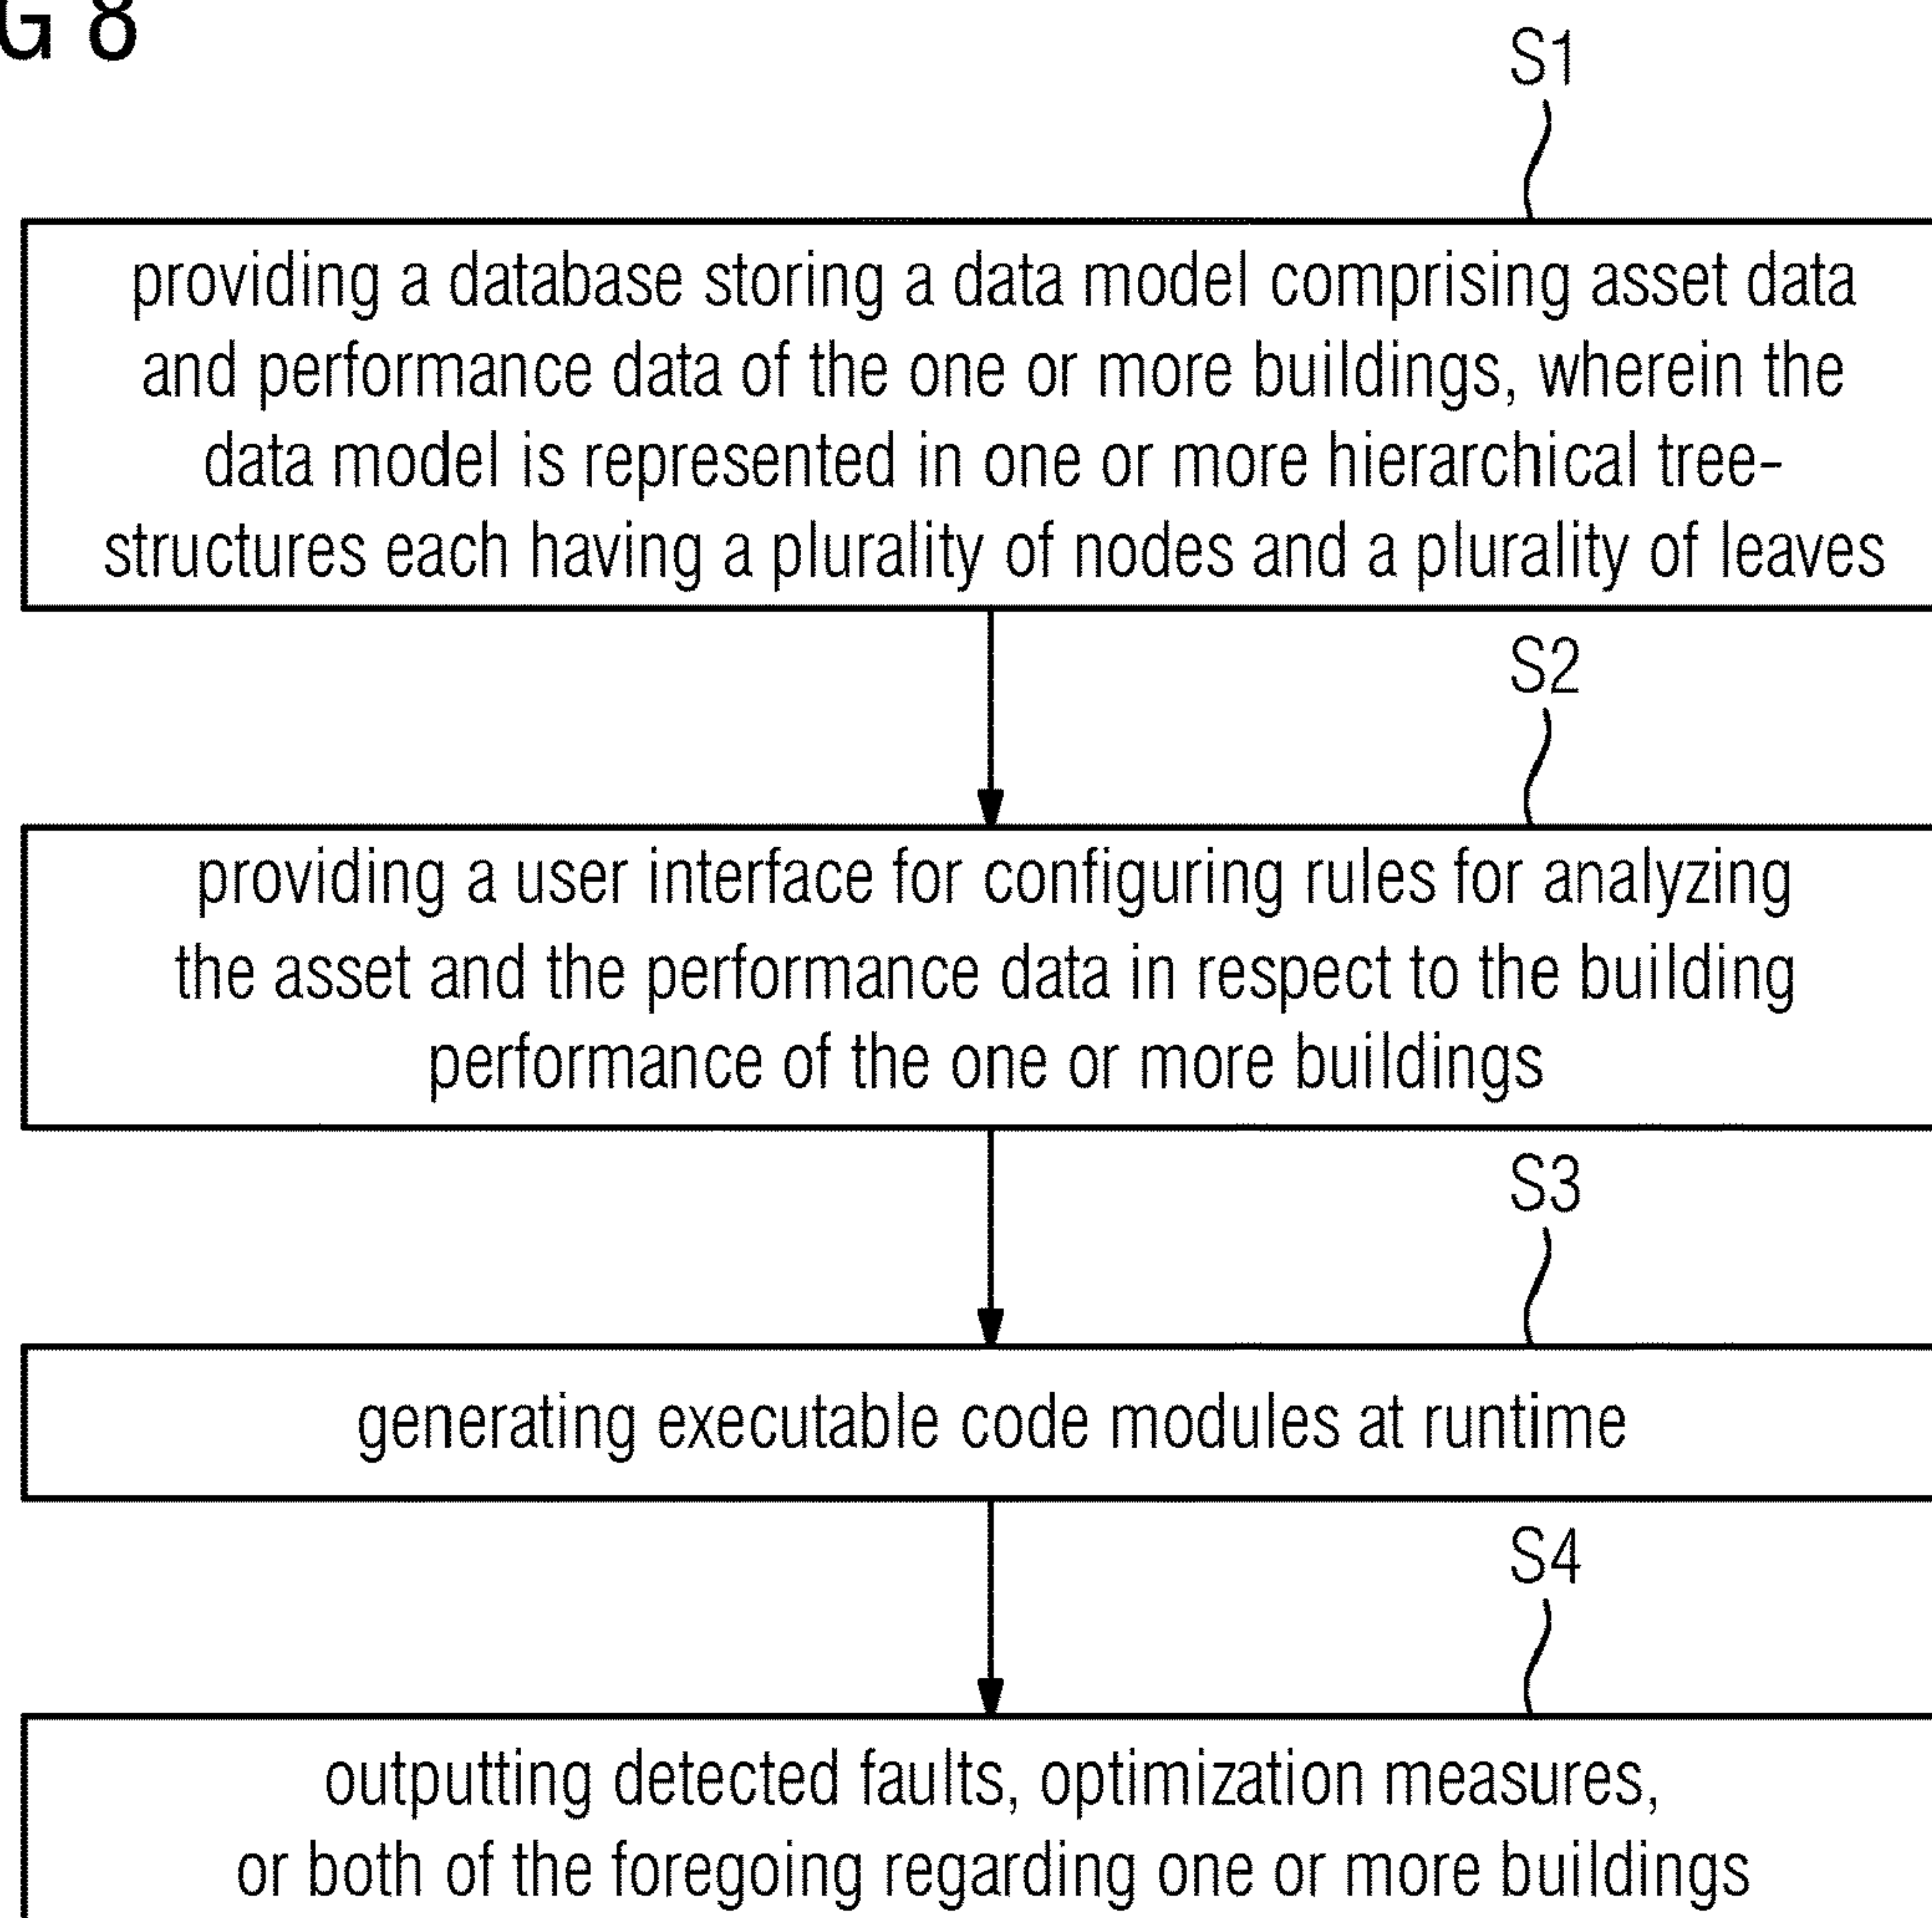 G 8
S1
providing a database storing a data model comprising asset data
and performance data of the one or more buildings, wherein the
data model is represented in one or more hierarchical tree-
structures each having a plurality of nodes and a plurality of leaves
S2
providing a user interface for configuring rules for analyzing
the asset and the performance data in respect to the building
performance of the one or more buildings
S3
generating executable code modules at runtime
S4
outputting detected faults, optimization measures,
or both of the foregoing regarding one or more buildings